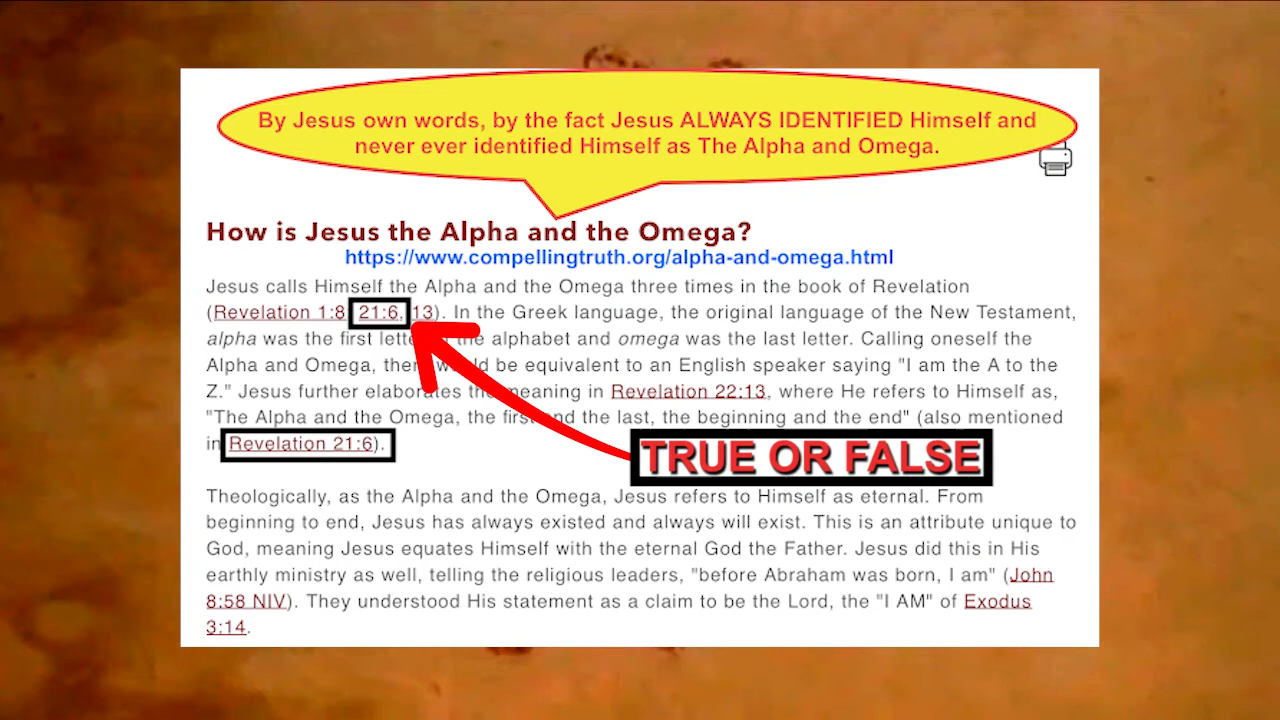 By Jesus own words, by the fact Jesus ALWAYS IDENTIFIED Himself and
never ever identified Himself as The Alpha and Omega.
How is Jesus the Alpha and the Omega?
https://www.compellingtruth.org/alpha-and-omega.html
Jesus calls Himself the Alpha and the Omega three times in the book of Revelation
(Revelation 1:8 21:6, 13). In the Greek language, the original language of the New Testament,
alpha was the first letter the alphabet and omega was the last letter. Calling oneself the
Alpha and Omega, then, would be equivalent to an English speaker saying "I am the A to the
Z." Jesus further elaborates the meaning in Revelation 22:13, where He refers to Himself as,
"The Alpha and the Omega, the first and the last, the beginning and the end" (also mentioned
in Revelation 21:6).
TRUE OR FALSE
Theologically, as the Alpha and the Omega, Jesus refers to Himself as eternal. From
beginning to end, Jesus has always existed and always will exist. This is an attribute unique to
God, meaning Jesus equates Himself with the eternal God the Father. Jesus did this in His
earthly ministry as well, telling the religious leaders, "before Abraham was born, I am" (John
8:58 NIV). They understood His statement as a claim to be the Lord, the "I AM" of Exodus
3:14.